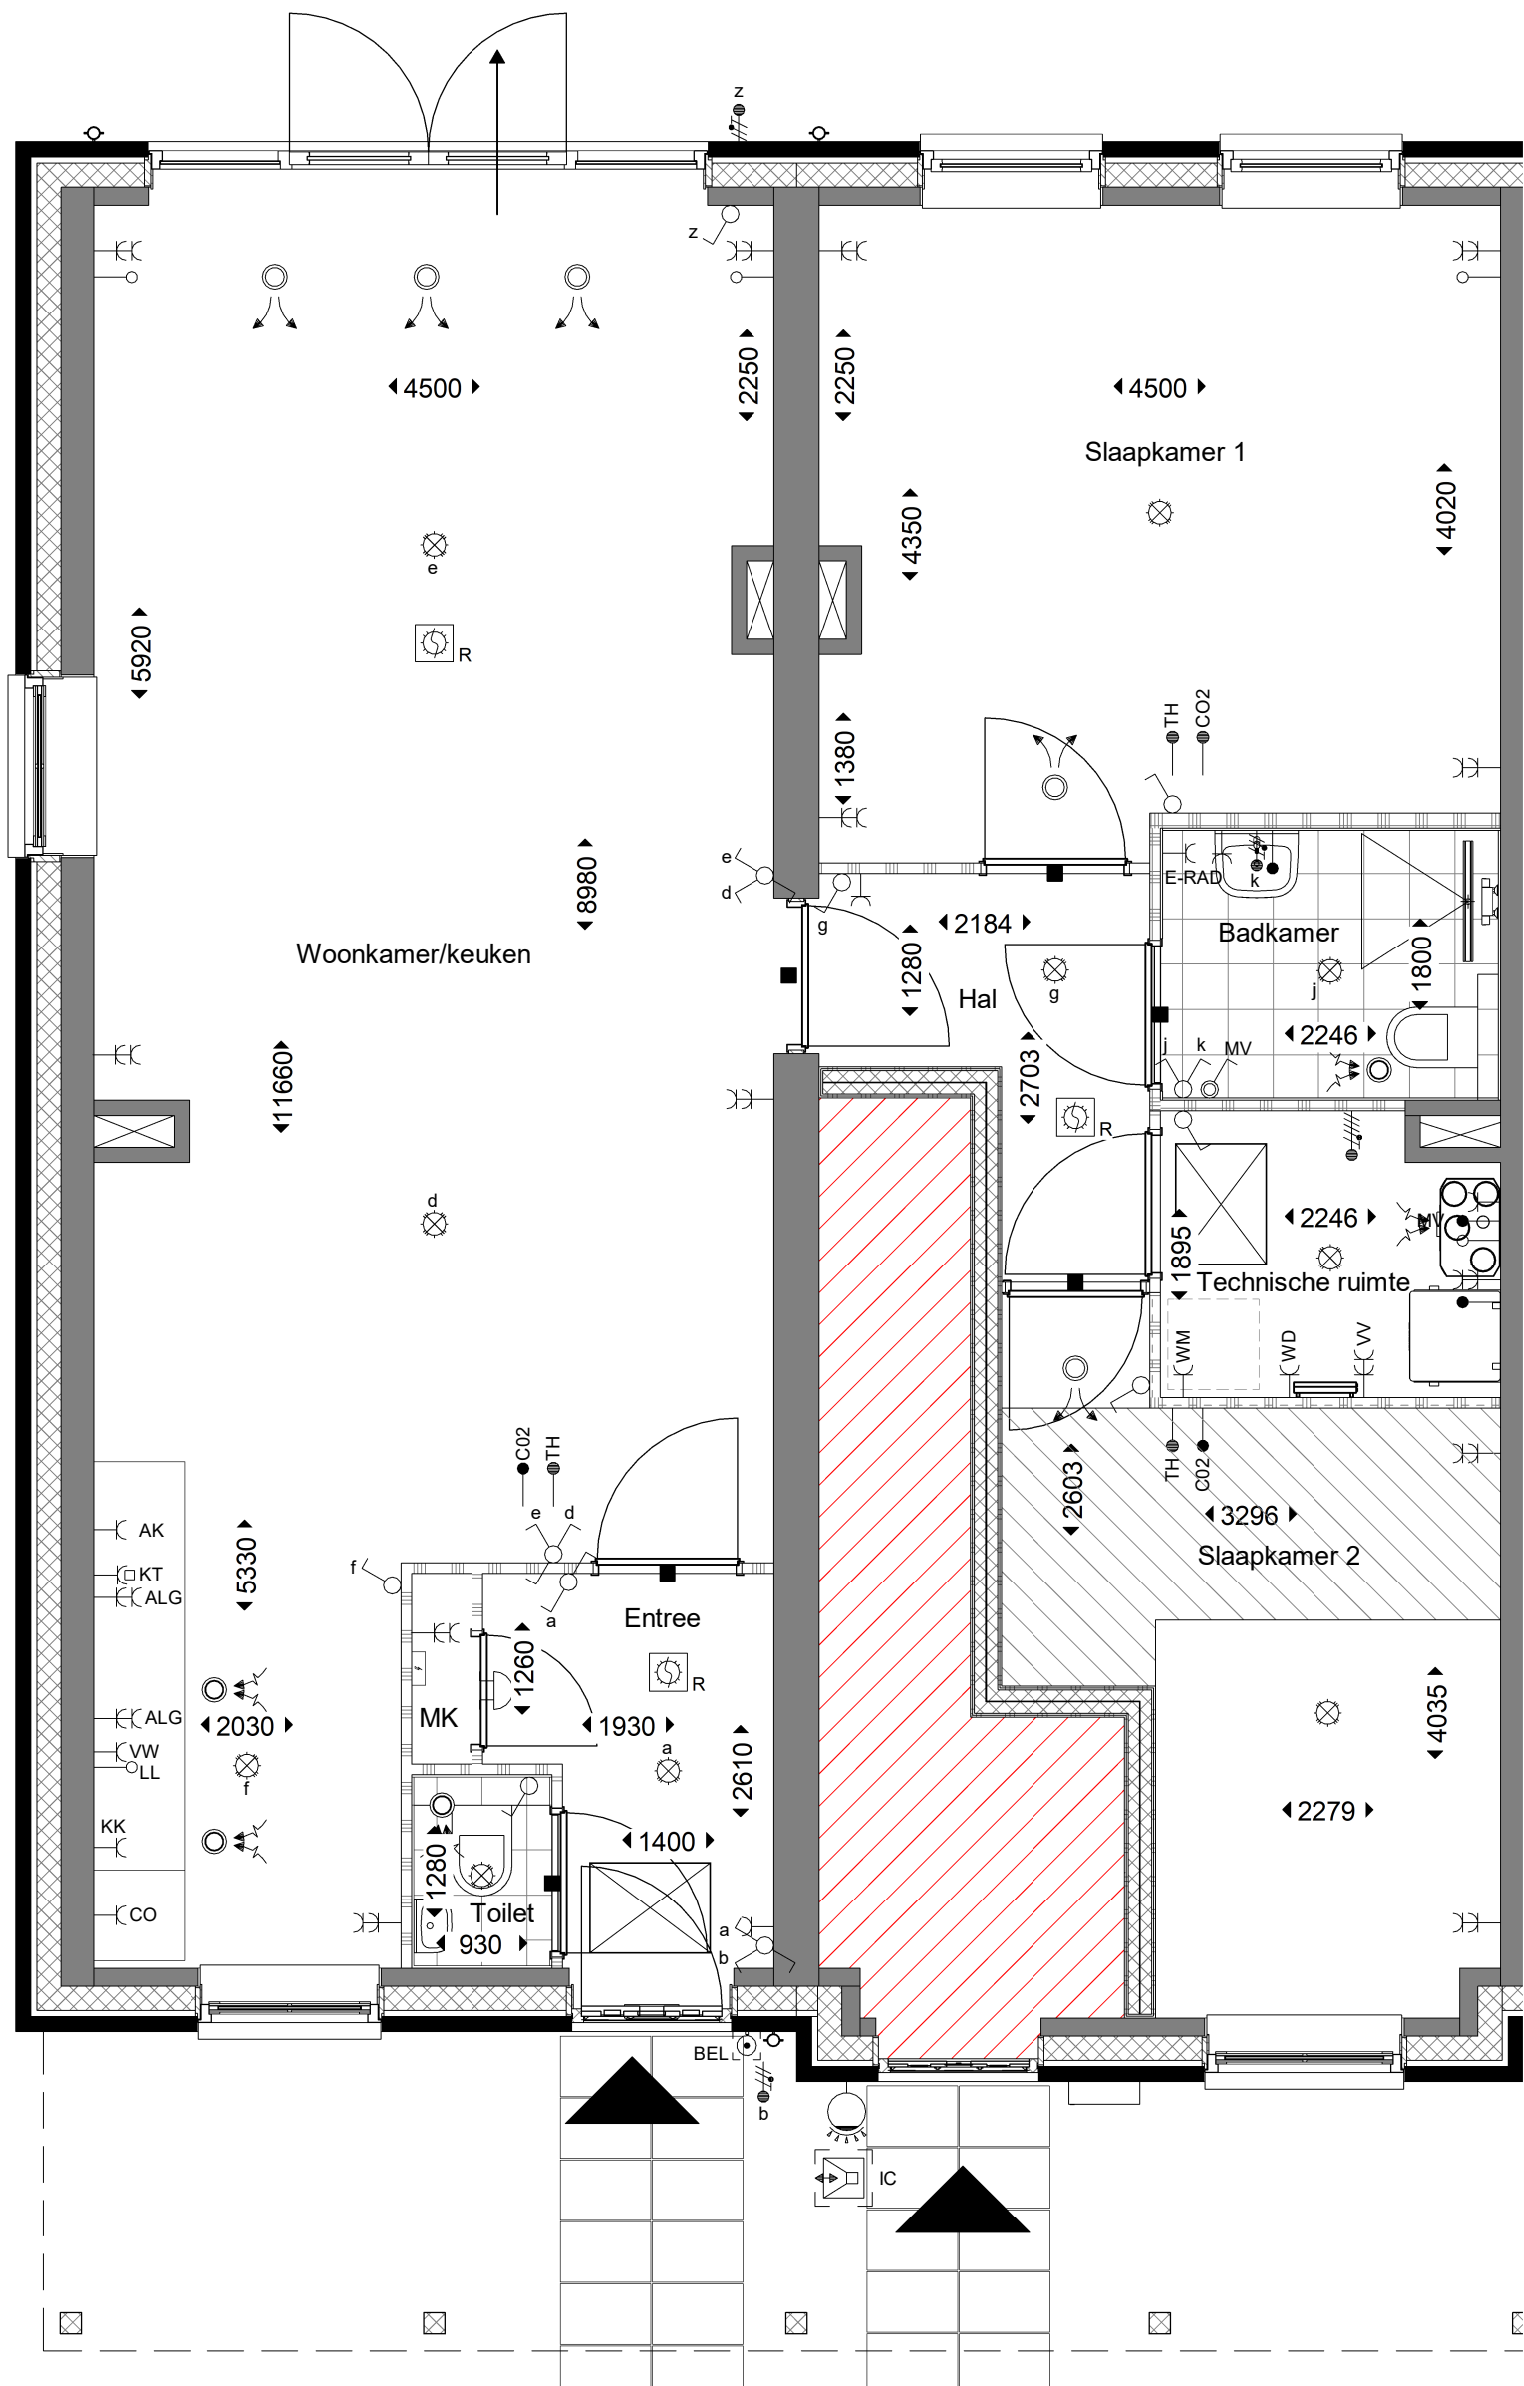 z
z
4500
2250
2250
4500
Slaapkamer 1
4350
4020
e
R
5920
TH
CO2
1380
8980
e
d
g
E-RAD
k
2184
1280
Badkamer
1800
Woonkamer/keuken
g
Hal
j
2246
j
k
MV
11660
2703
R
d
2246
MV
1895
Technische ruimte
WM
WD
VV
C02
TH
TH
C02
2603
3296
e
d
AK
Slaapkamer 2
f
KT
5330
ALG
a
Entree
1260
R
4035
ALG
MK
2030
1930
VW
a
LL
f
2610
2279
KK
1400
1280
CO
Toilet
a
930
b
BEL
b
IC